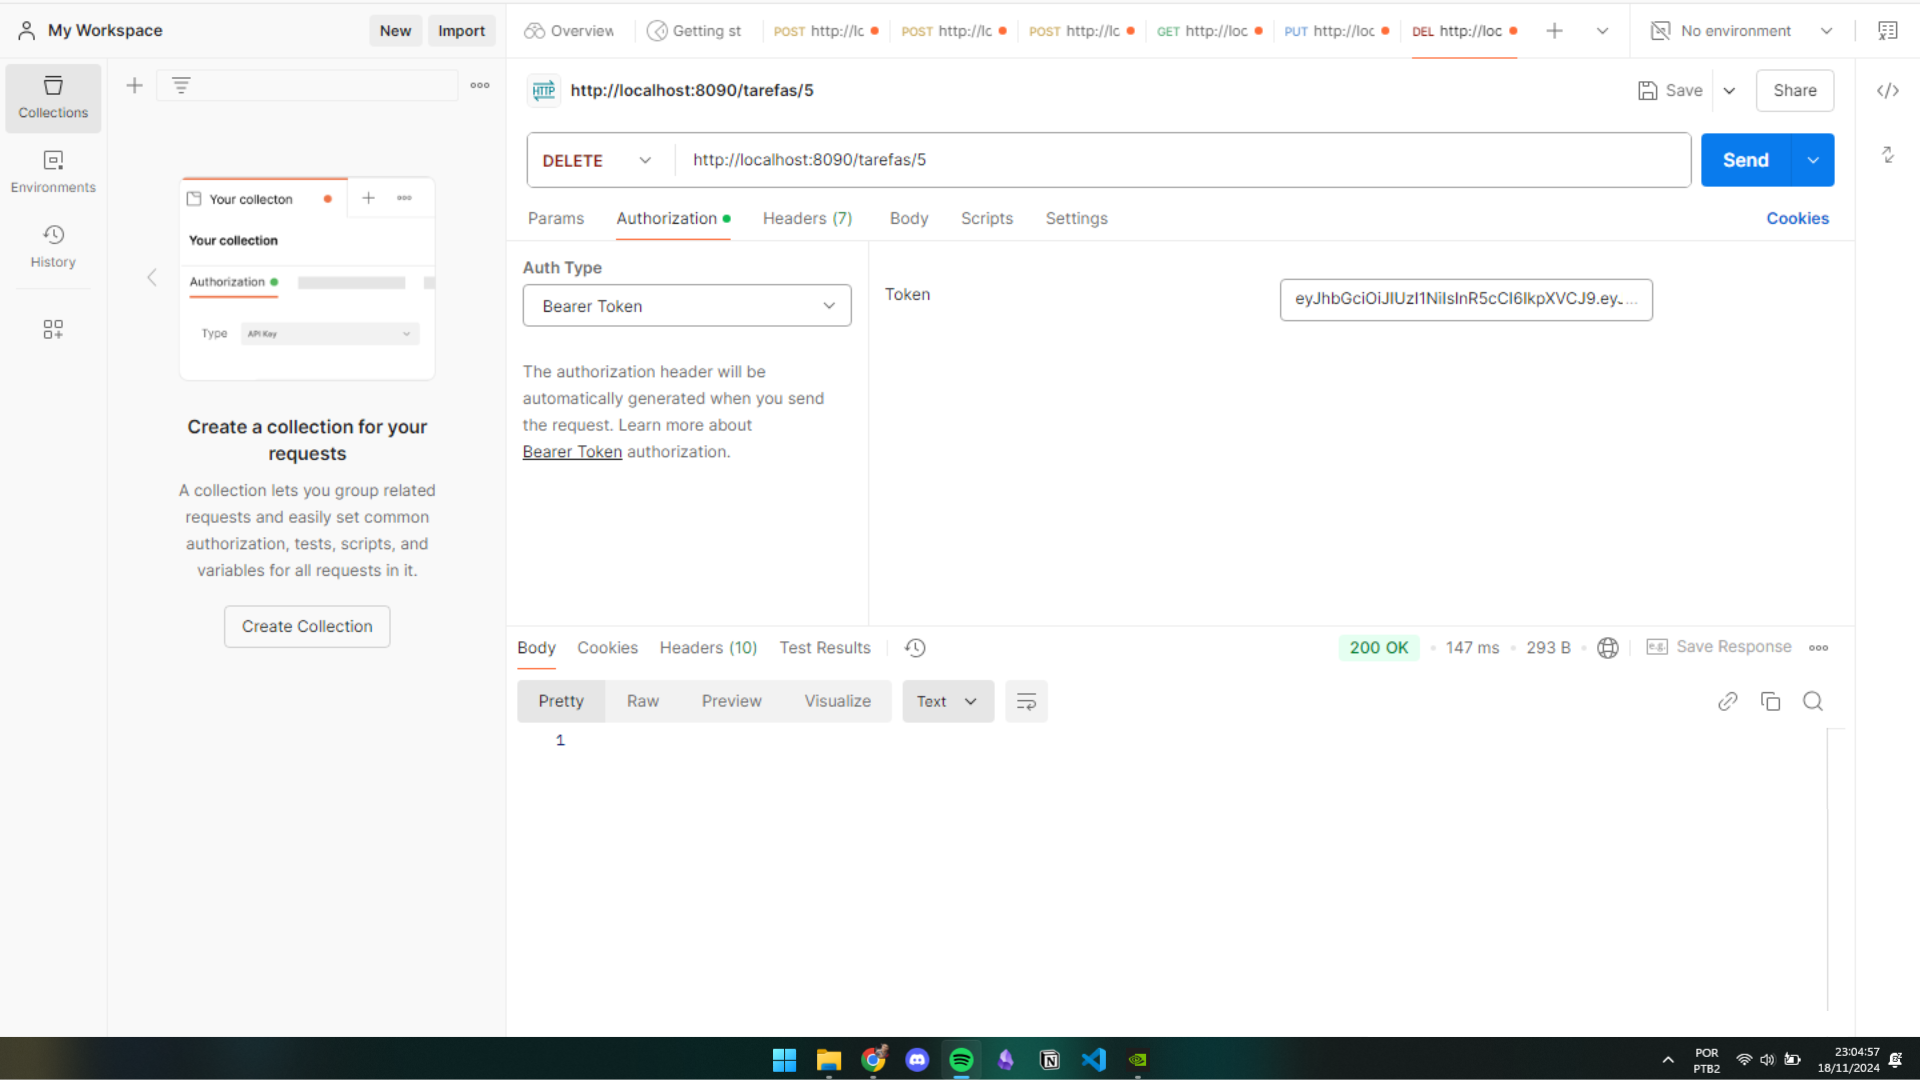 My Workspace
New
Import
Overview
Getting st
POST http://lc
POST http://lc
POST http://lc
GET http://loc
PUT http://loc
DEL http://loc
No environment
Collections
Environments
History
Your collecton
Your collection
Authorization
Type
API Key
Create a collection for your
requests
A collection lets you group related
requests and easily set common
authorization, tests, scripts, and
variables for all requests in it.
Create Collection
HTTP
http://localhost:8090/tarefas/5
Save
Share
DELETE
http://localhost:8090/tarefas/5
Send
Params
Authorization
Headers (7)
Body
Scripts
Settings
Cookies
Auth Type
Bearer Token
The authorization header will be
automatically generated when you send
the request. Learn more about
Bearer Token authorization.
Token
eyJhbGciOiJIUzI1NiIsInR5cCI6IkpXVCJ9.eyJ...
Body
Cookies
Headers (10)
Test Results
200 OK
147 ms
293 B
e.g.
Save Response
Pretty
Raw
Preview
Visualize
Text
1
POR
PTB2
23:04:57
18/11/2024